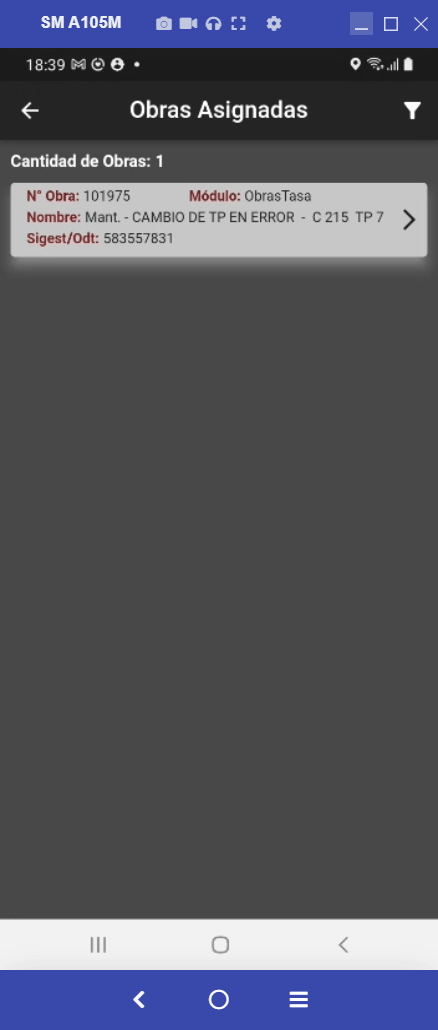 SM A105M
18:39
Obras Asignadas
Cantidad de Obras: 1
N° Obra: 101975 Módulo: ObrasTasa
Nombre: Mant. - CAMBIO DE TP EN ERROR - C 215 TP 7
Sigest/Odt: 583557831